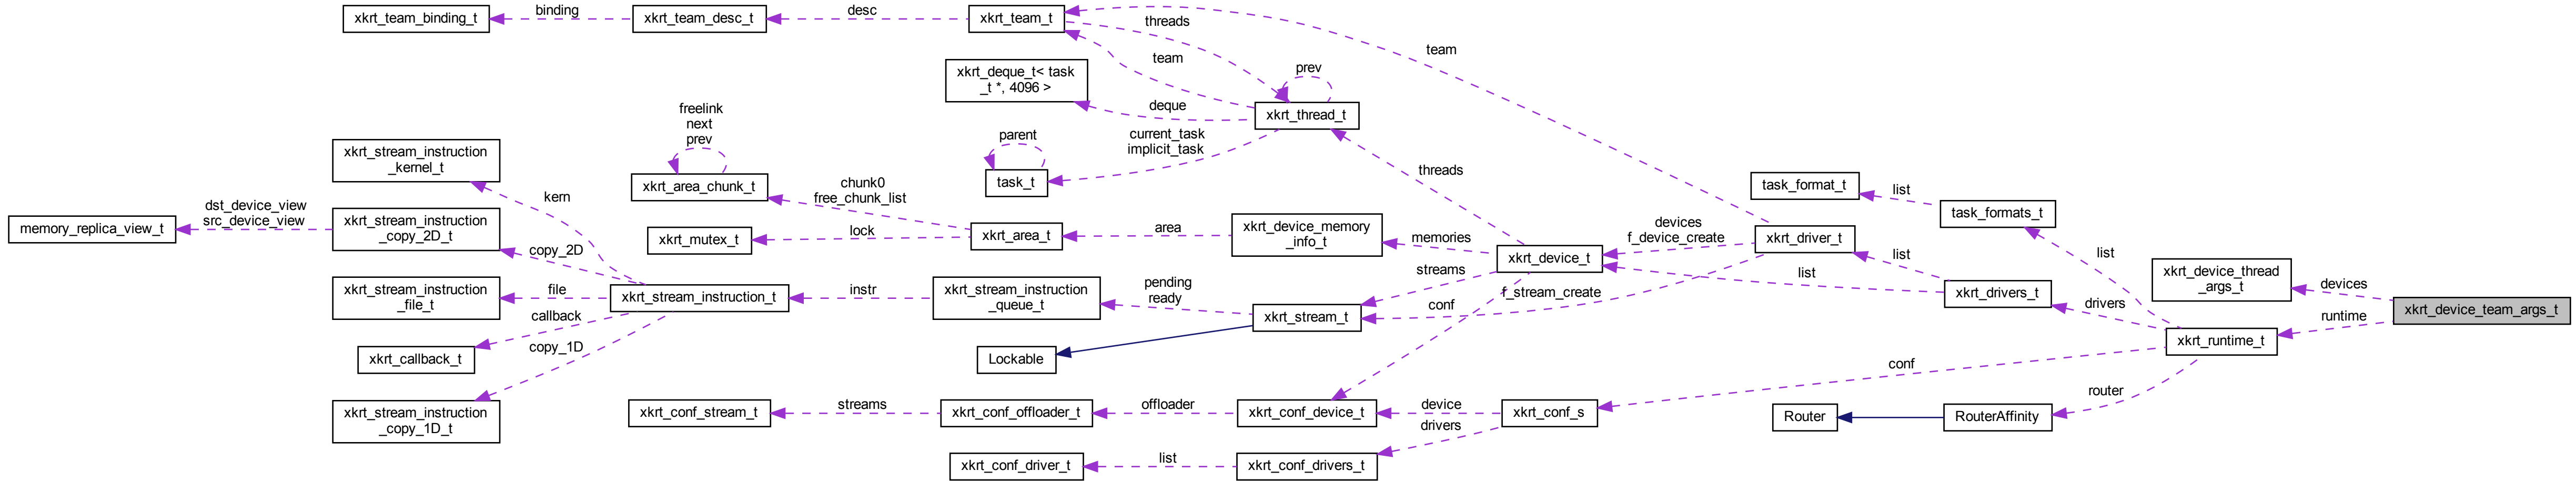 xkrt_team_binding_t
binding
xkrt_team_desc_t
desc
xkrt_team_t
threads
team
team
xkrt_deque_t< task
_t *, 4096 >
deque
prev
xkrt_thread_t
current_task
implicit_task
parent
task_t
threads
freelink
next
prev
xkrt_area_chunk_t
chunk0
free_chunk_list
xkrt_mutex_t
lock
xkrt_area_t
area
xkrt_device_memory
_info_t
memories
xkrt_device_t
devices
f_device_create
xkrt_driver_t
list
list
task_format_t
list
task_formats_t
list
xkrt_stream_instruction
_kernel_t
kern
memory_replica_view_t
dst_device_view
src_device_view
xkrt_stream_instruction
_copy_2D_t
copy_2D
xkrt_stream_instruction
_file_t
file
xkrt_stream_instruction_t
instr
xkrt_stream_instruction
_queue_t
pending
ready
xkrt_stream_t
streams
conf
f_stream_create
xkrt_drivers_t
drivers
xkrt_device_thread
_args_t
devices
xkrt_device_team_args_t
runtime
xkrt_runtime_t
callback
xkrt_callback_t
copy_1D
xkrt_stream_instruction
_copy_1D_t
Lockable
xkrt_conf_stream_t
streams
xkrt_conf_offloader_t
offloader
xkrt_conf_device_t
device
drivers
xkrt_conf_s
conf
router
Router
RouterAffinity
xkrt_conf_driver_t
list
xkrt_conf_drivers_t